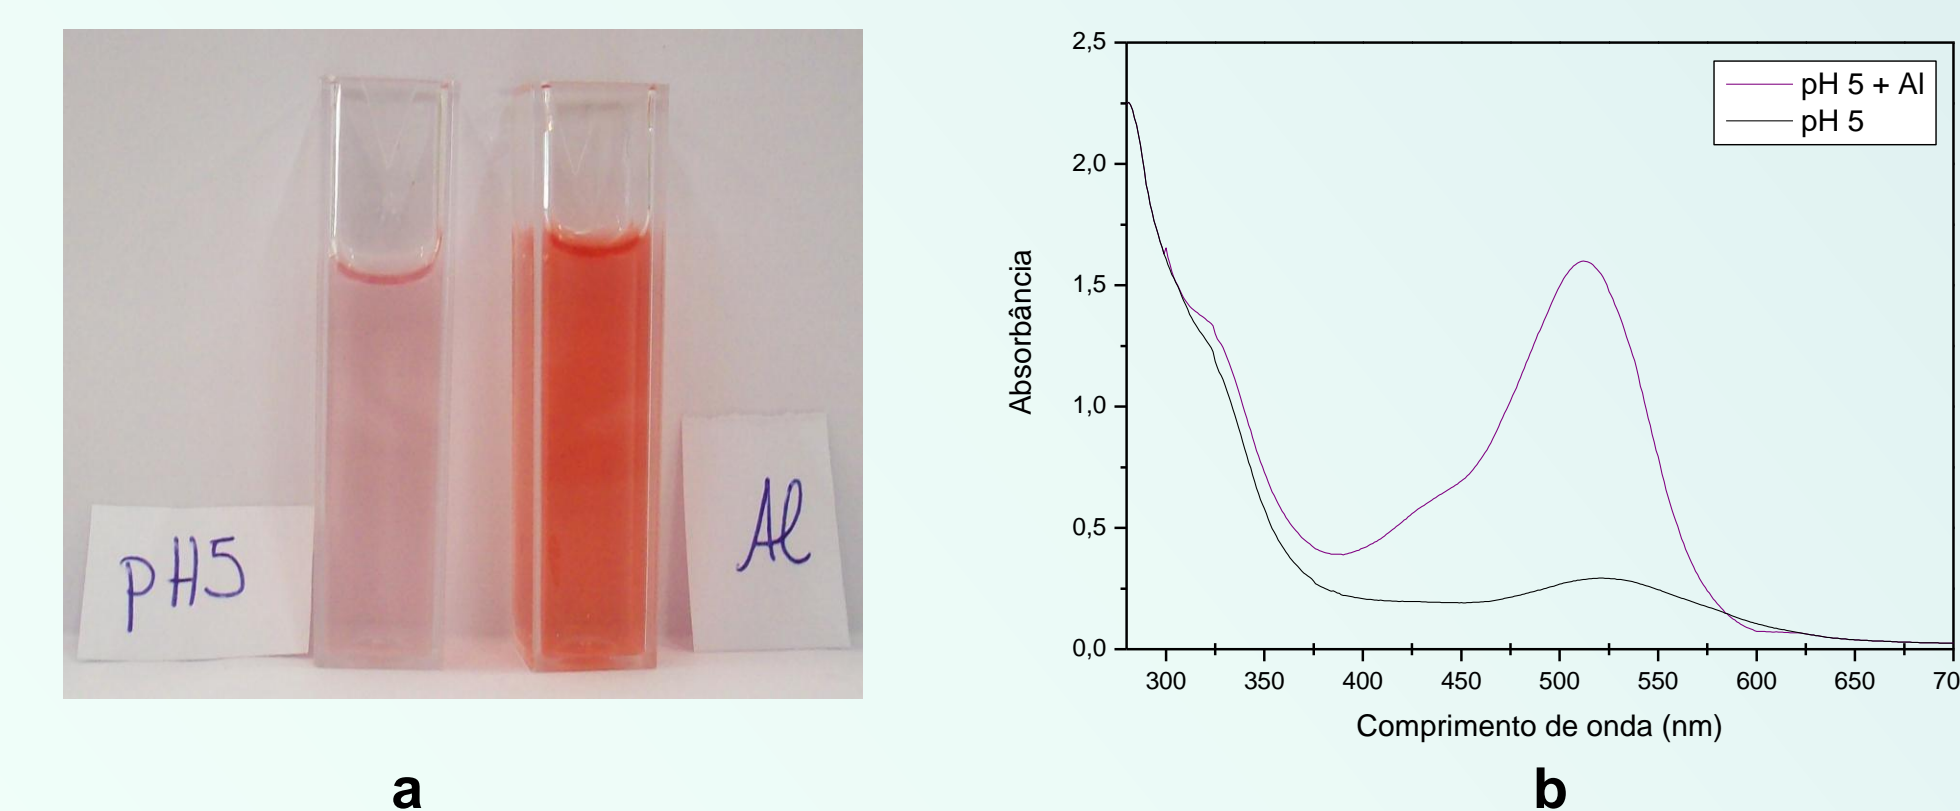 pH5
Al
a
2,5
2,0
1,5
1,0
0,5
0,0
Absorbância
pH 5 + Al
pH 5
300 350 400 450 500 550 600 650 70
Comprimento de onda (nm)
b